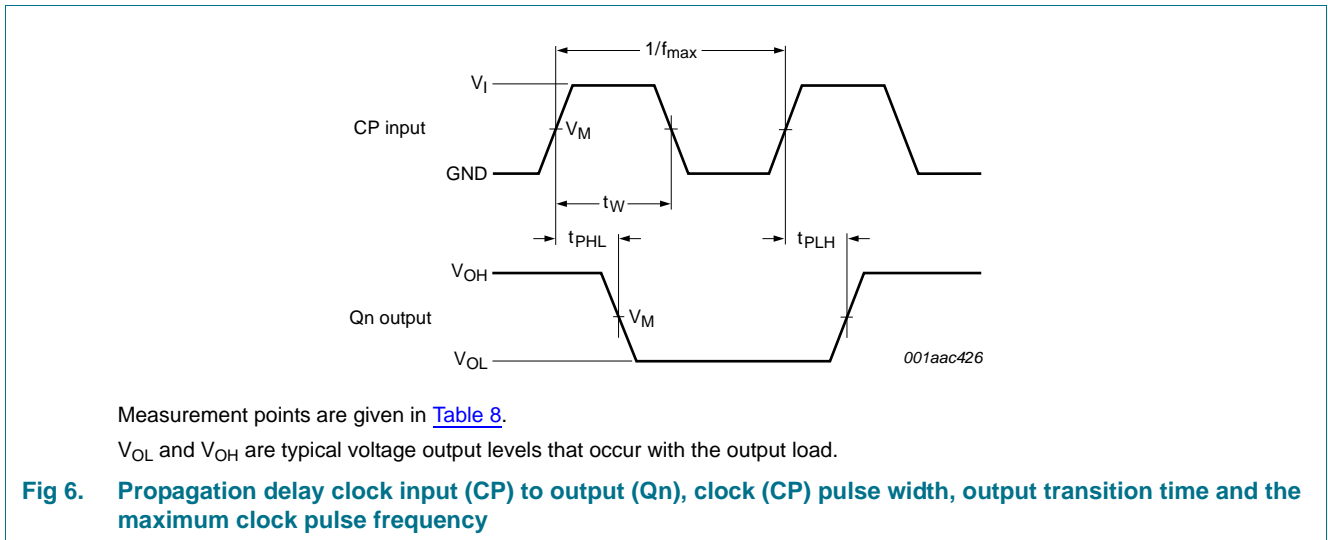 1/fmax
VI
CP input
VM
GND
tW
tPHL
tPLH
VOH
Qn output
VM
VOL
001aac426
Measurement points are given in Table 8.
VOL and VOH are typical voltage output levels that occur with the output load.
Fig 6. Propagation delay clock input (CP) to output (Qn), clock (CP) pulse width, output transition time and the
maximum clock pulse frequency